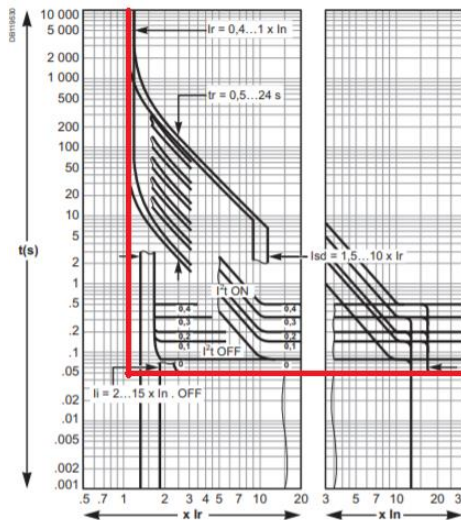 DB119530
10 000
5 000
2 000
1 000
500
200
100
50
20
10
5
2
1
.5
.2
.1
.05
.02
.01
.005
.002
.001
t(s)
Ir = 0,4...1 x In
tr = 0,5...24 s
Isd = 1,5...10 x Ir
I²t ON
0,4
0,3
0,2
0,1
I²t OFF
0
0,4
0,3
0,2
0,1
0
Ii = 2...15 x In . OFF
.5 .7 1 2 3 4 5 7 10 20
x Ir
3 5 7 10 20 30
x In